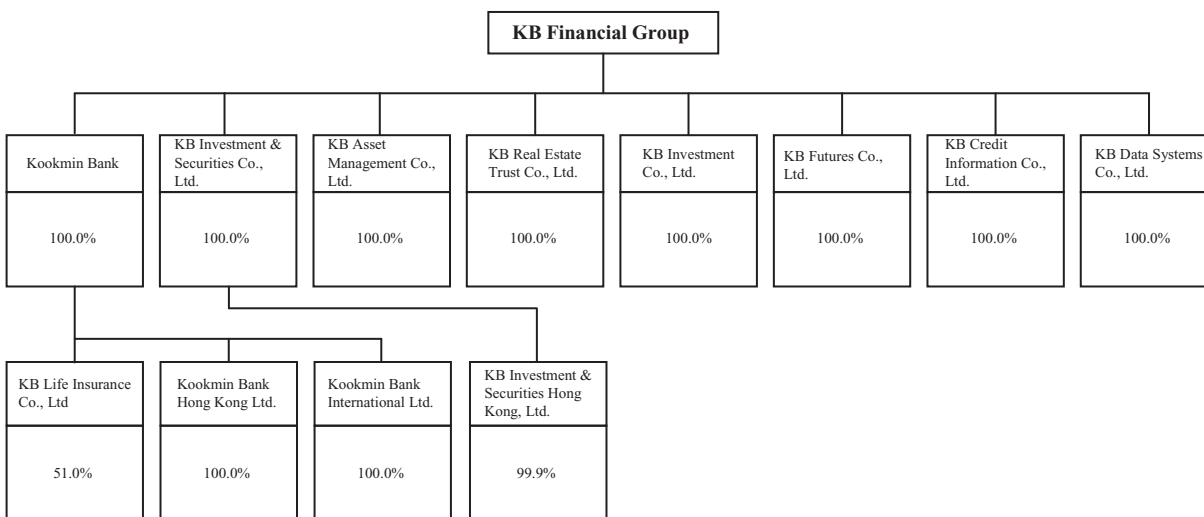 KB Financial Group
Kookmin Bank
KB Investment &
Securities Co.,
Ltd.
KB Asset
Management Co.,
Ltd.
KB Real Estate
Trust Co., Ltd.
KB Investment
Co., Ltd.
KB Futures Co.,
Ltd.
KB Credit
Information Co.,
Ltd.
KB Data Systems
Co., Ltd.
100.0%
100.0%
100.0%
100.0%
100.0%
100.0%
100.0%
100.0%
KB Life Insurance
Co., Ltd
Kookmin Bank
Hong Kong Ltd.
Kookmin Bank
International Ltd.
KB Investment &
Securities Hong
Kong, Ltd.
51.0%
100.0%
100.0%
99.9%